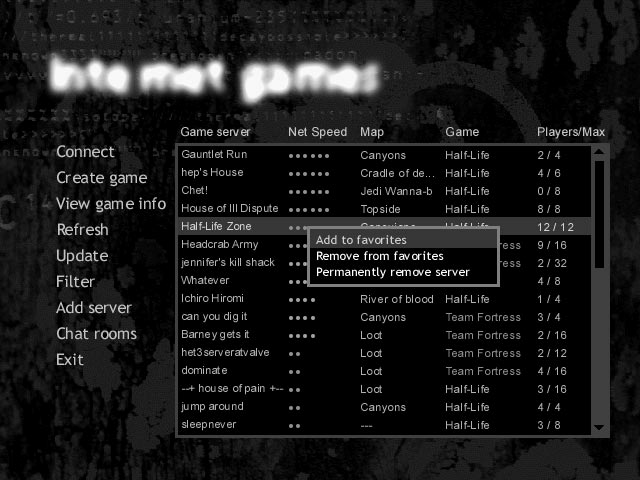 Internet games
Game server Net Speed Map Game Players/Max
Connect
Create game
View game info
Refresh
Update
Filter
Add server
Chat rooms
Exit
Gauntlet Run •••••• Canyons Half-Life 2 / 4
hep's House •••••• Cradle of de... Half-Life 4 / 6
Chet! •••••• Jedi Wanna-b Half-Life 0 / 8
House of Ill Dispute •••••• Topside Half-Life 8 / 8
Half-Life Zone 12 / 12
Headcrab Army Fortress 9 / 16
jennifer's kill shack Fortress 2 / 32
Whatever 4 / 8
Add to favorites
Remove from favorites
Permanently remove server
Ichiro Hiromi •••• River of blood Half-Life 1 / 4
can you dig it •••• Canyons Team Fortress 3 / 4
Barney gets it •••• Loot Team Fortress 2 / 16
het3serveratvalve •• Loot Team Fortress 2 / 12
dominate •• Loot Team Fortress 4 / 16
--+ house of pain +-- •• Loot Half-Life 3 / 16
jump around •• Canyons Half-Life 4 / 4
sleepnever •• --- Half-Life 3 / 8